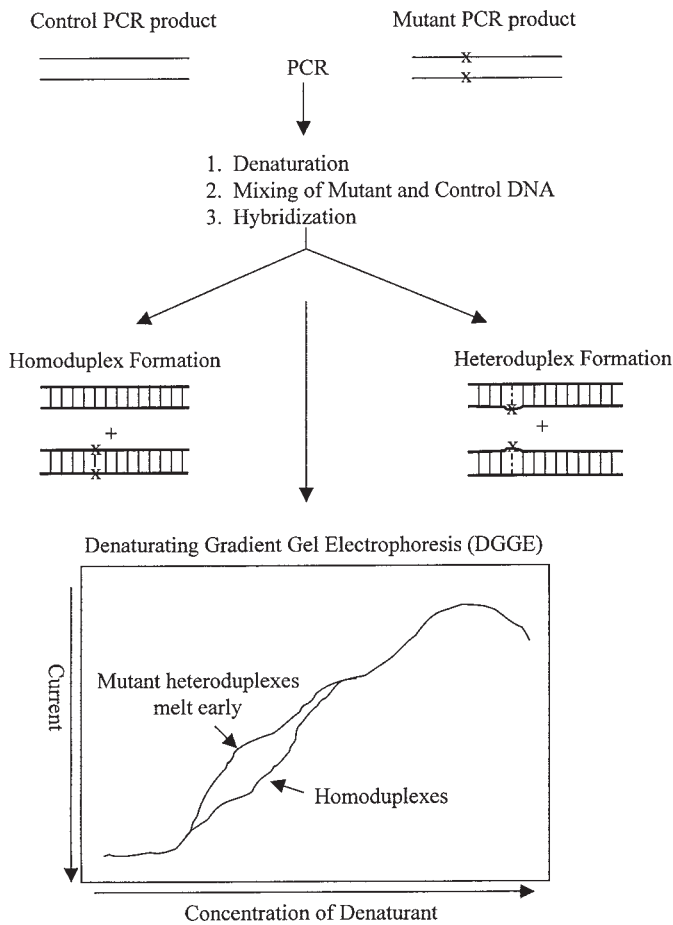 Control PCR product
Mutant PCR product
x
x
PCR
1. Denaturation
2. Mixing of Mutant and Control DNA
3. Hybridization
Homoduplex Formation
+
x
x
Heteroduplex Formation
x
+
x
Denaturating Gradient Gel Electrophoresis (DGGE)
Current
Mutant heteroduplexes
melt early
Homoduplexes
Concentration of Denaturant